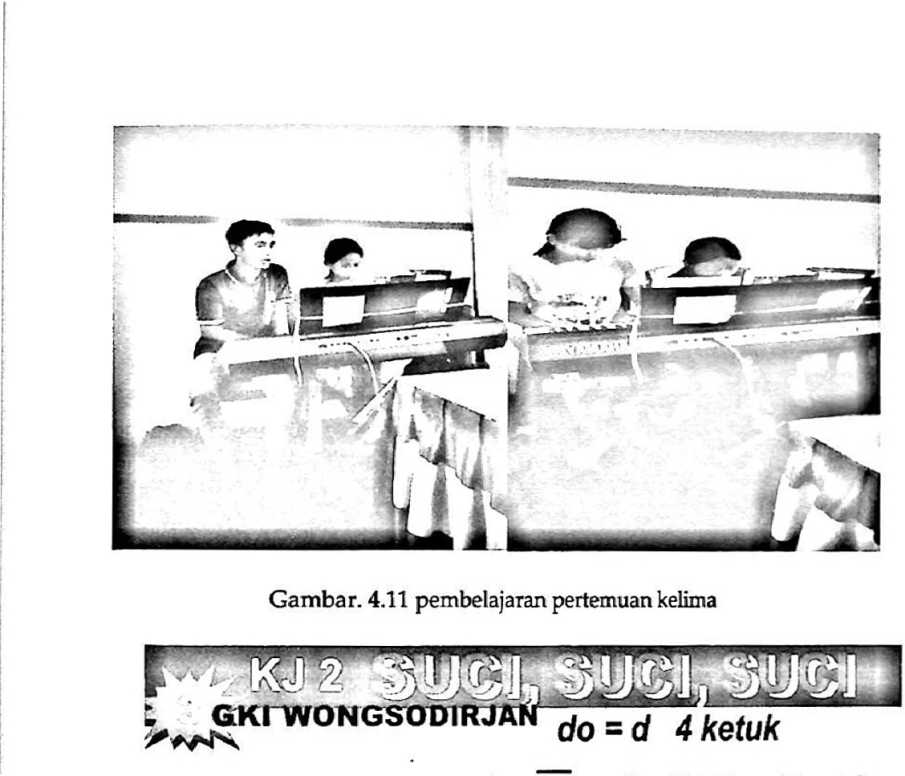 Gambar. 4.11 pembelajaran pertemuan kelima
KJ 2 SUCI, SUCI, SUCI
GKI WONGSODIRJAN
do = d 4 ketuk